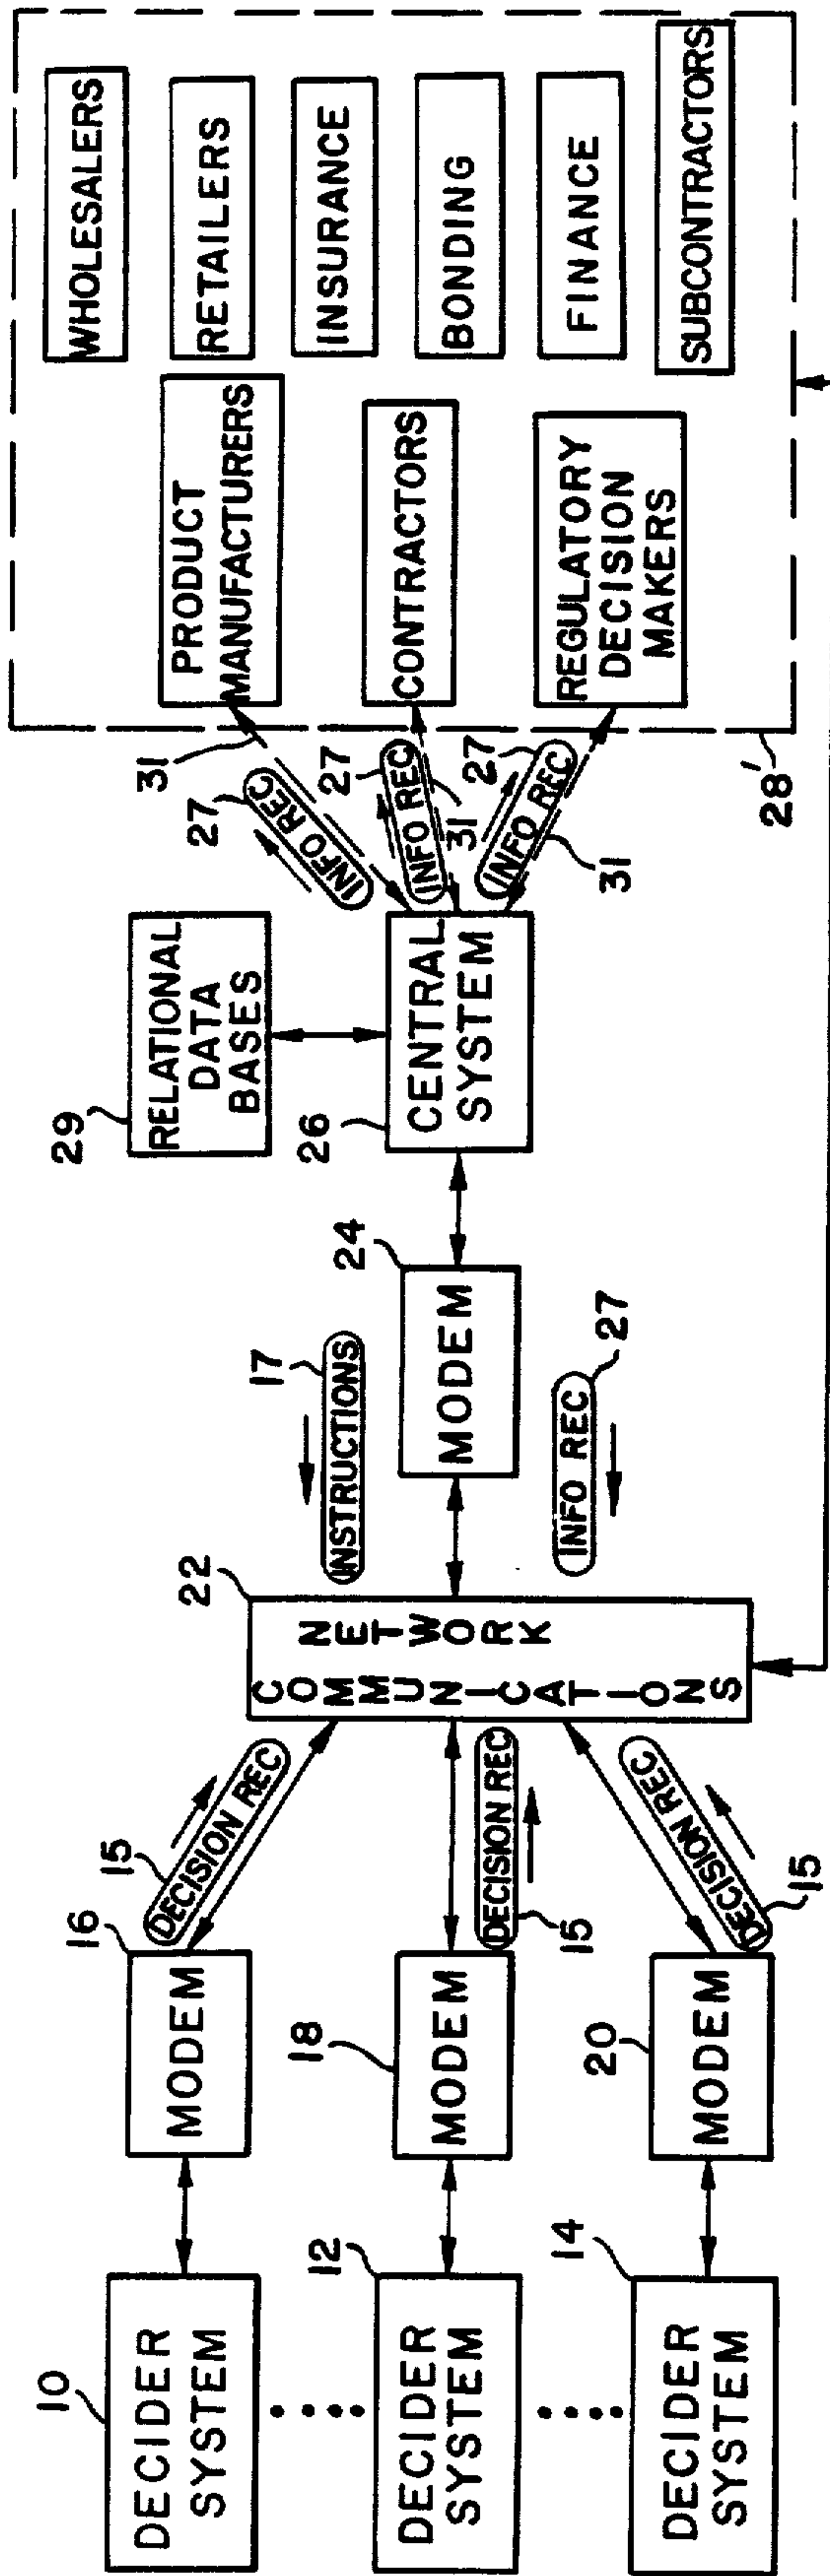 10
DECIDER
SYSTEM
12
DECIDER
SYSTEM
14
DECIDER
SYSTEM
16
MODEM
18
MODEM
20
MODEM
15
DECISION REC
DECISION REC
15
DECISION REC
15
22
COMMUNICATIONS
NETWORK
17
INSTRUCTIONS
24
MODEM
INFO REC
27
29
RELATIONAL
DATA
BASES
26
CENTRAL
SYSTEM
27
INFO REC
31
27
INFO REC
31
27
INFO REC
31
PRODUCT
MANUFACTURERS
CONTRACTORS
REGULATORY
DECISION
MAKERS
WHOLESALERS
RETAILERS
INSURANCE
BONDING
FINANCE
SUBCONTRACTORS
28'